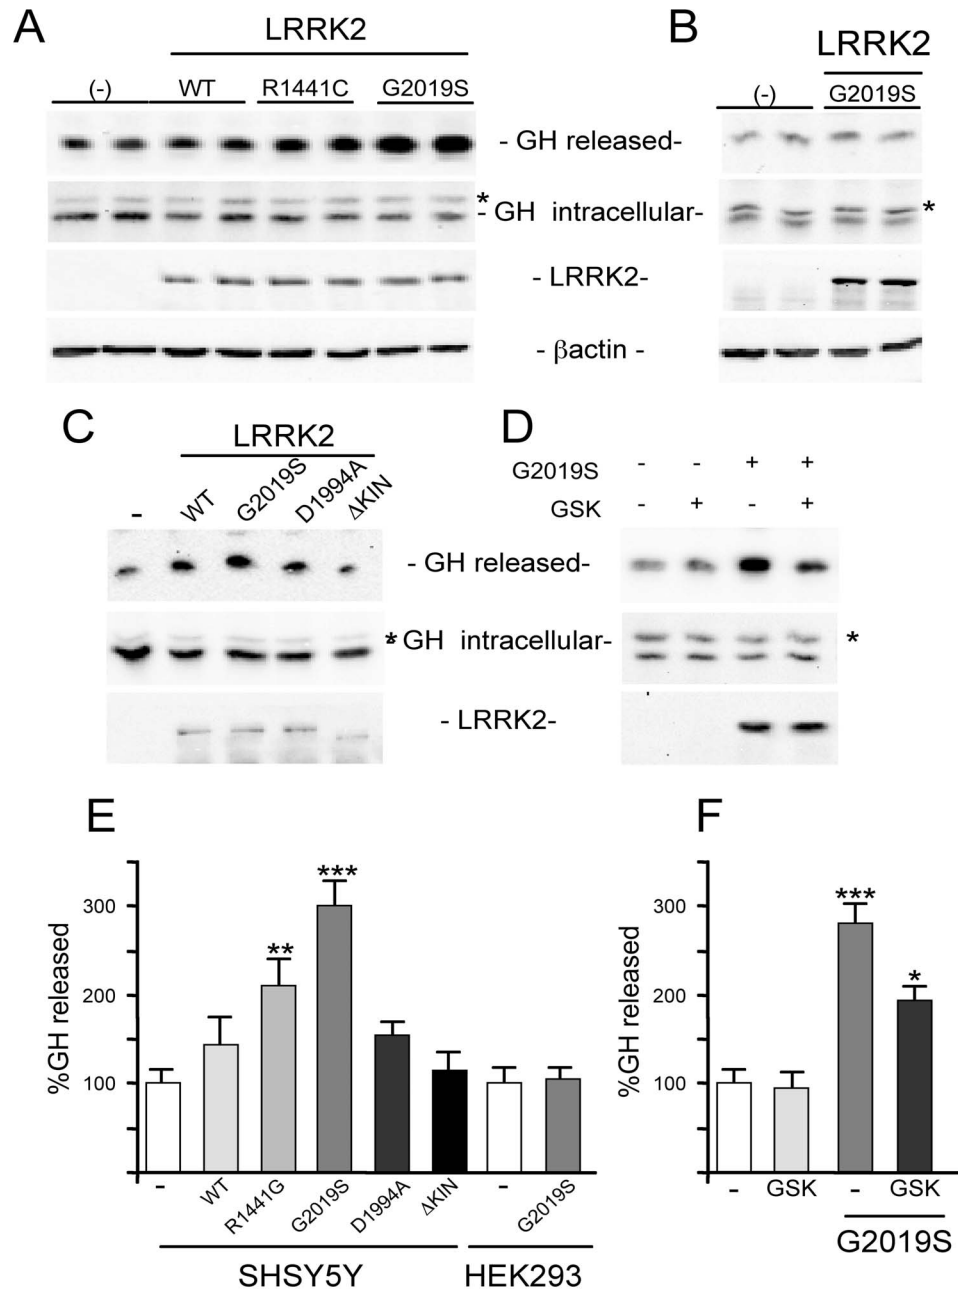 A
LRRK2
(-) WT R1441C G2019S
B
LRRK2
(-) G2019S
- GH released-
*
- GH intracellular-
*
- LRRK2-
- βactin -
C
LRRK2
- WT G2019S D1994A ΔKIN
D
G2019S - - + +
GSK - + - +
- GH released-
*- GH intracellular-
*
- LRRK2-
E
%GH released
300
200
100
**
***
- WT R1441G G2019S D1994A ΔKIN - G2019S
SHSY5Y HEK293
F
%GH released
300
200
100
***
*
- GSK - GSK
G2019S